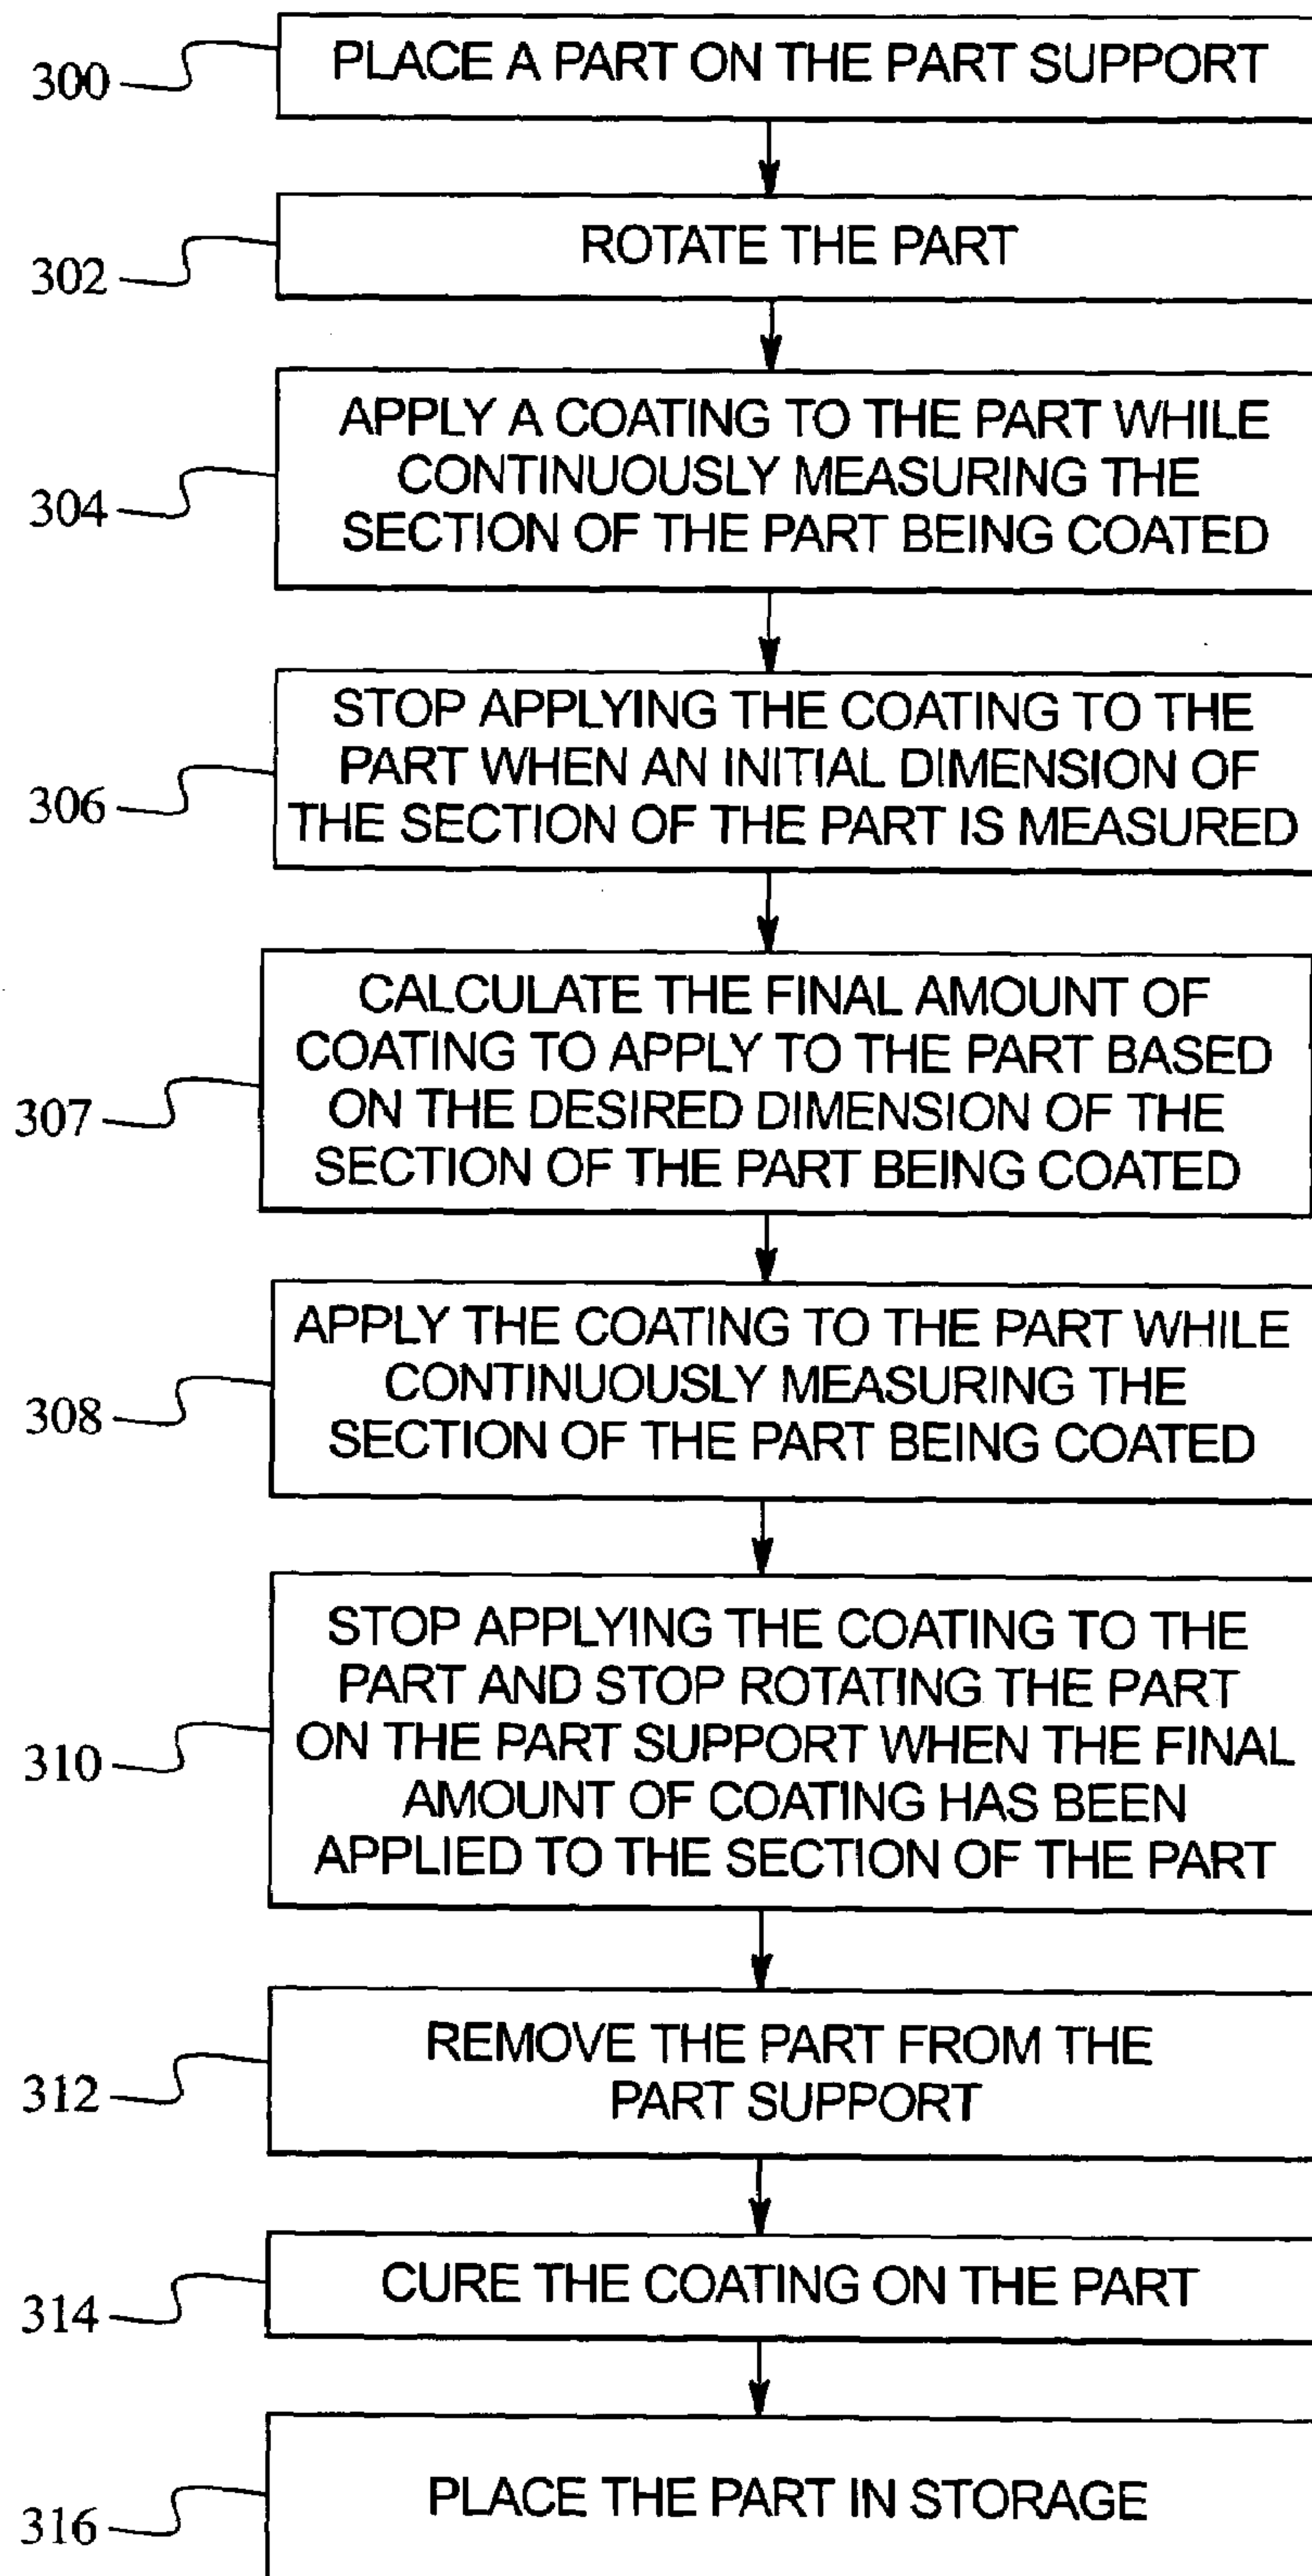 300
PLACE A PART ON THE PART SUPPORT
302
ROTATE THE PART
304
APPLY A COATING TO THE PART WHILE
CONTINUOUSLY MEASURING THE
SECTION OF THE PART BEING COATED
306
STOP APPLYING THE COATING TO THE
PART WHEN AN INITIAL DIMENSION OF
THE SECTION OF THE PART IS MEASURED
307
CALCULATE THE FINAL AMOUNT OF
COATING TO APPLY TO THE PART BASED
ON THE DESIRED DIMENSION OF THE
SECTION OF THE PART BEING COATED
308
APPLY THE COATING TO THE PART WHILE
CONTINUOUSLY MEASURING THE
SECTION OF THE PART BEING COATED
310
STOP APPLYING THE COATING TO THE
PART AND STOP ROTATING THE PART
ON THE PART SUPPORT WHEN THE FINAL
AMOUNT OF COATING HAS BEEN
APPLIED TO THE SECTION OF THE PART
312
REMOVE THE PART FROM THE
PART SUPPORT
314
CURE THE COATING ON THE PART
316
PLACE THE PART IN STORAGE